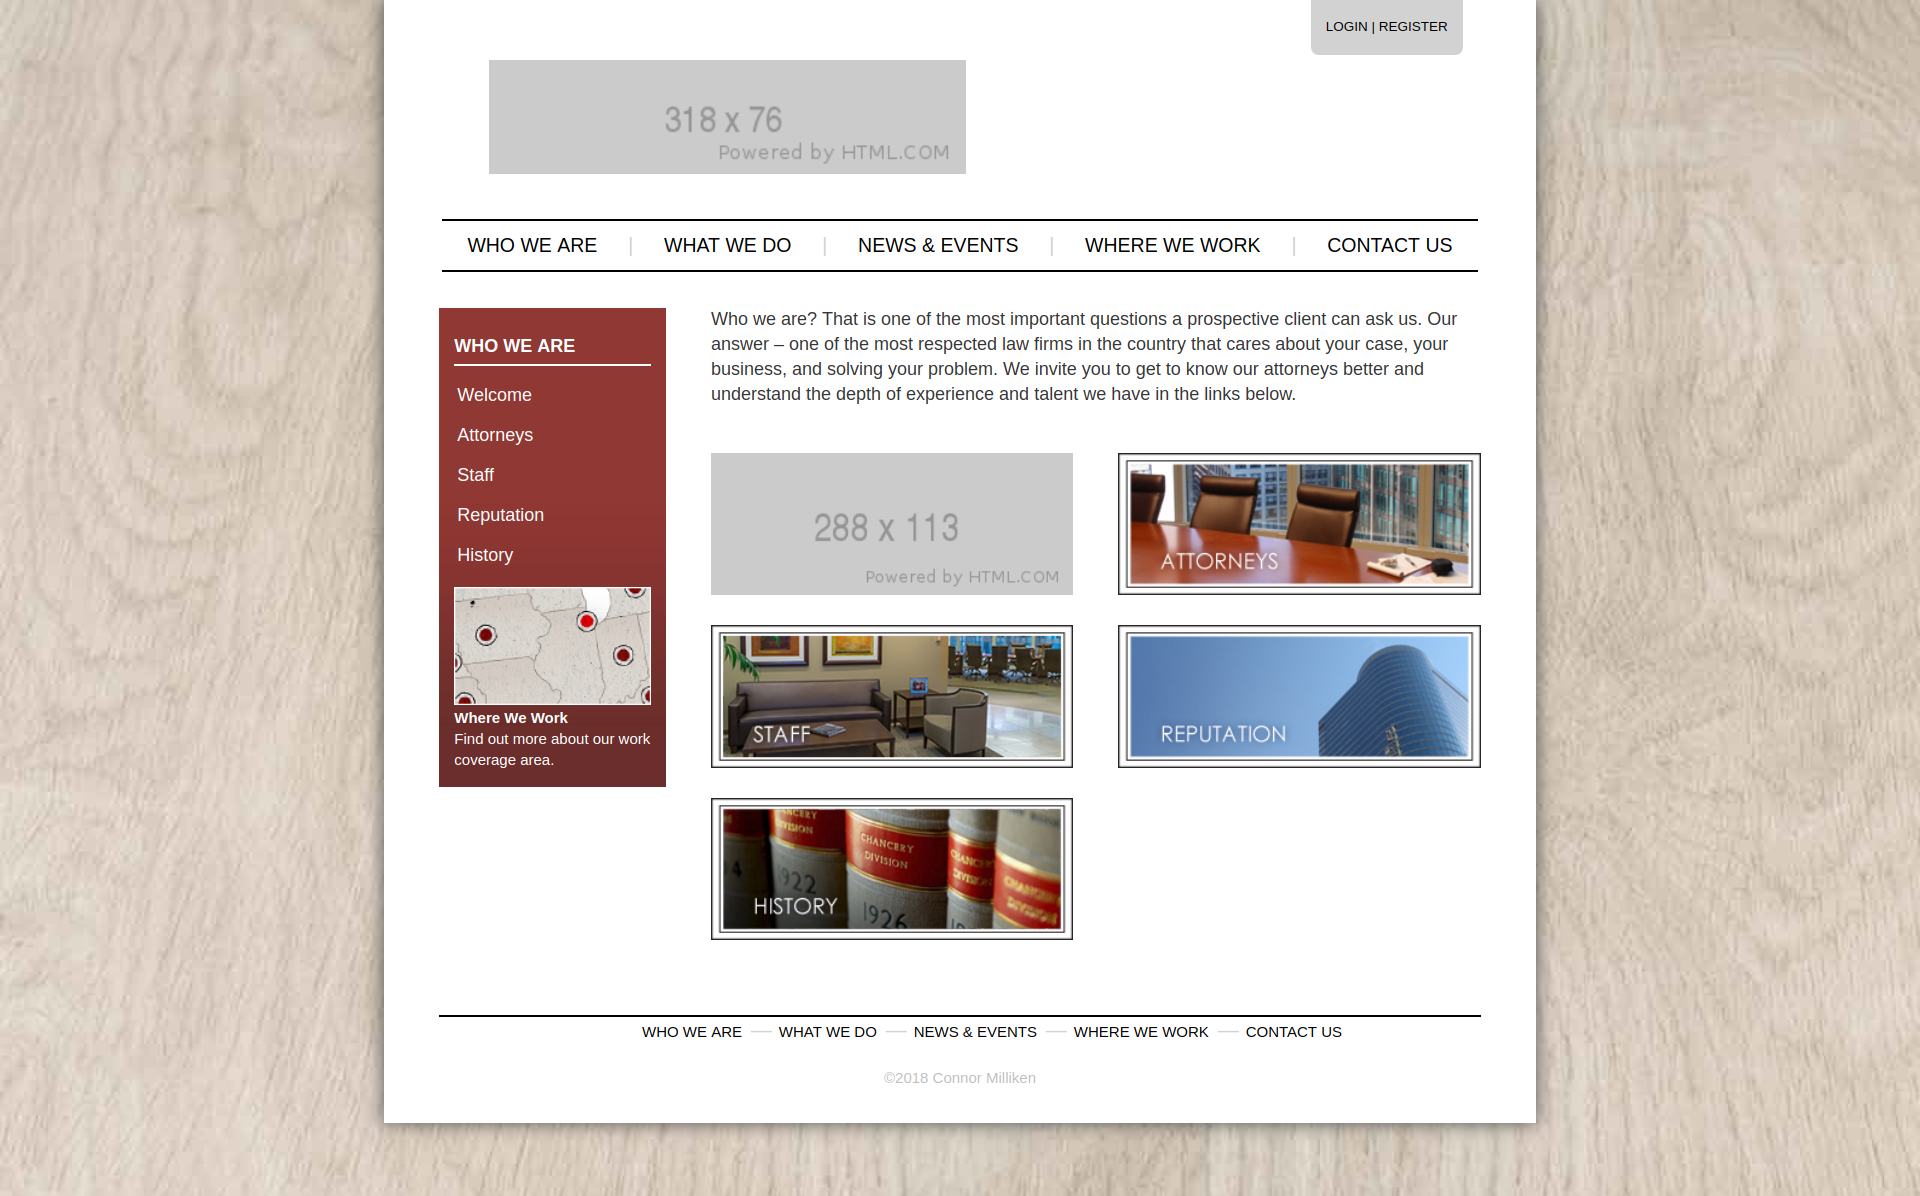 LOGIN | REGISTER
318 x 76
Powered by HTML.COM
WHO WE ARE | WHAT WE DO | NEWS & EVENTS | WHERE WE WORK | CONTACT US
WHO WE ARE
Welcome
Attorneys
Staff
Reputation
History
Where We Work
Find out more about our work
coverage area.
Who we are? That is one of the most important questions a prospective client can ask us. Our
answer – one of the most respected law firms in the country that cares about your case, your
business, and solving your problem. We invite you to get to know our attorneys better and
understand the depth of experience and talent we have in the links below.
288 x 113
Powered by HTML.COM
ATTORNEYS
STAFF
REPUTATION
CHANCERY
DIVISION
1922
1926
CHANCERY
DIVISION
HISTORY
WHO WE ARE — WHAT WE DO — NEWS & EVENTS — WHERE WE WORK — CONTACT US
©2018 Connor Milliken